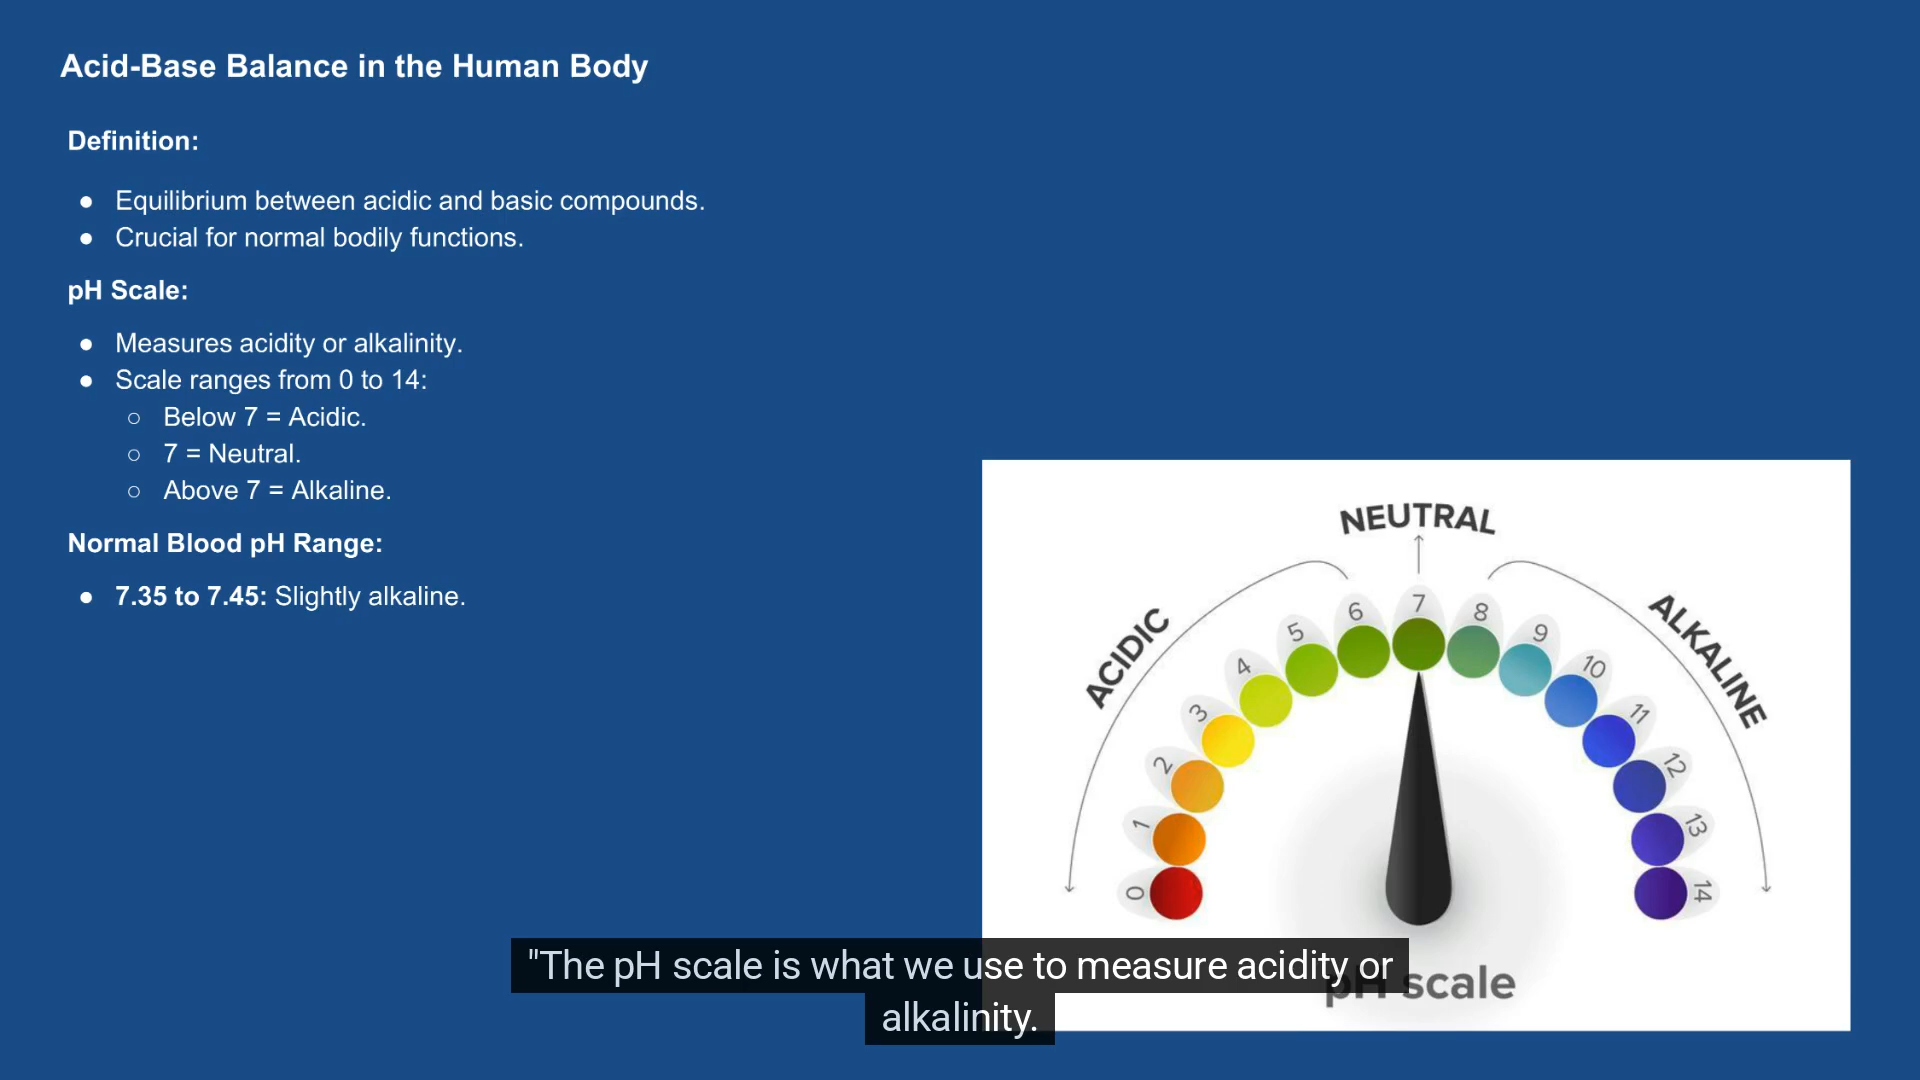 Acid-Base Balance in the Human Body
Definition:
● Equilibrium between acidic and basic compounds.
● Crucial for normal bodily functions.
pH Scale:
● Measures acidity or alkalinity.
● Scale ranges from 0 to 14:
○ Below 7 = Acidic.
○ 7 = Neutral.
○ Above 7 = Alkaline.
Normal Blood pH Range:
● 7.35 to 7.45: Slightly alkaline.
NEUTRAL
ACIDIC
ALKALINE
0
1
2
3
4
5
6
7
8
9
10
11
12
13
14
pH scale
"The pH scale is what we use to measure acidity or
alkalinity.